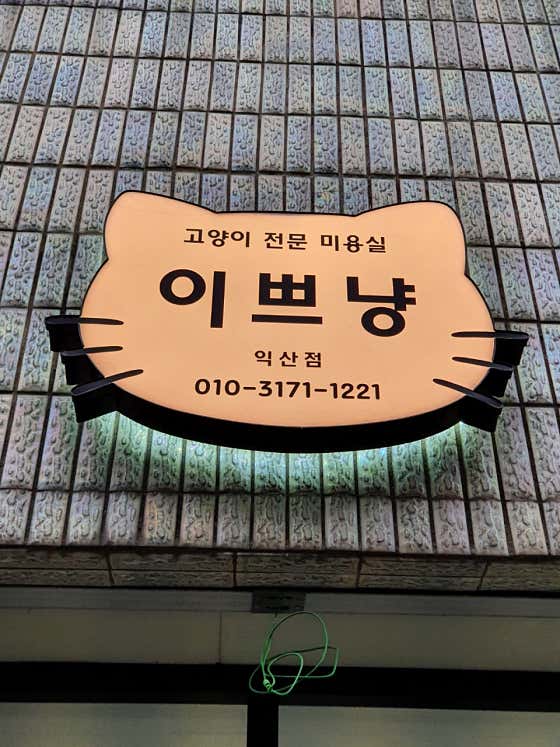 고양이 전문 미용실
이쁘냥
익산점
010-3171-1221